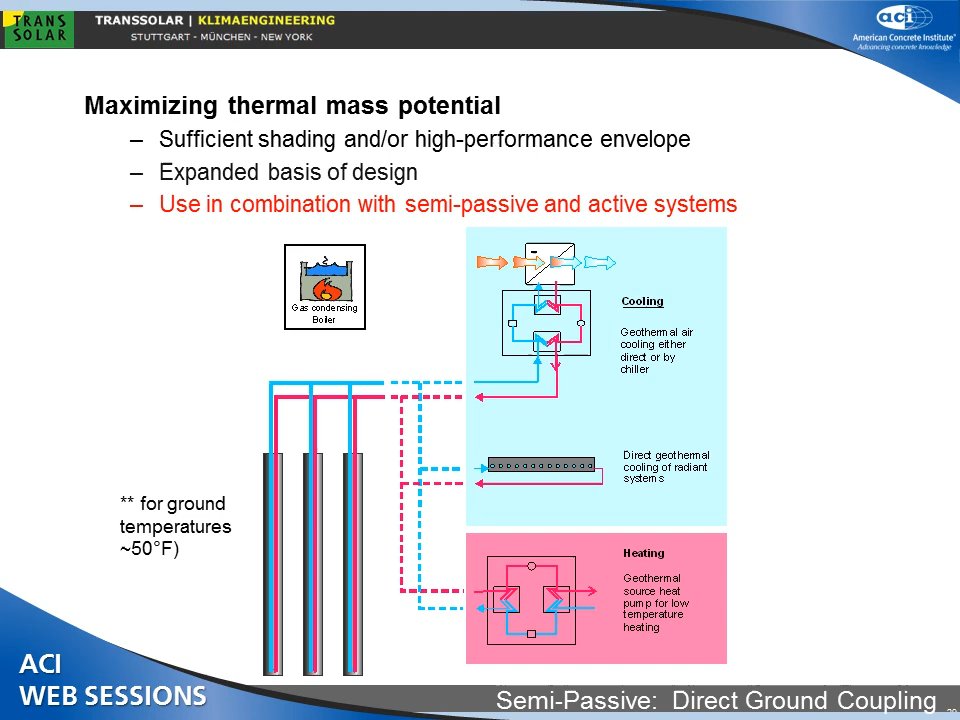 TRANS
SOLAR
TRANSSOLAR | KLIMAENGINEERING
STUTTGART - MÜNCHEN - NEW YORK
aci
American Concrete Institute®
Advancing concrete knowledge
Maximizing thermal mass potential
– Sufficient shading and/or high-performance envelope
– Expanded basis of design
– Use in combination with semi-passive and active systems
Gas condensing
Boiler
Cooling
Geothermal air
cooling either
direct or by
chiller
Direct geothermal
cooling of radiant
systems
** for ground
temperatures
~50°F)
Heating
Geothermal
source heat
pump for low
temperature
heating
ACI
WEB SESSIONS
Semi-Passive: Direct Ground Coupling